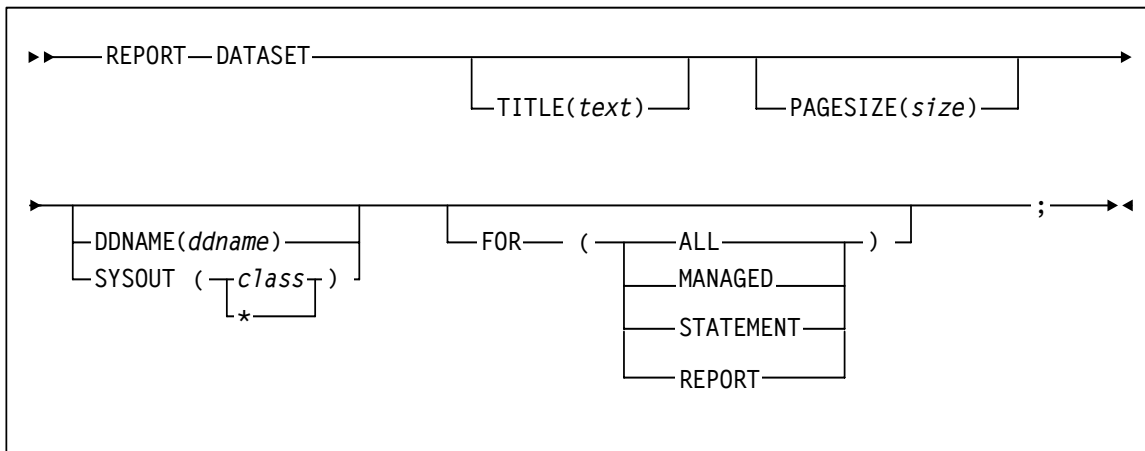 REPORT DATASET
TITLE(text) PAGESIZE(size)
;
DDNAME(ddname) FOR ( ALL )
SYSOUT ( class ) MANAGED
* STATEMENT
REPORT